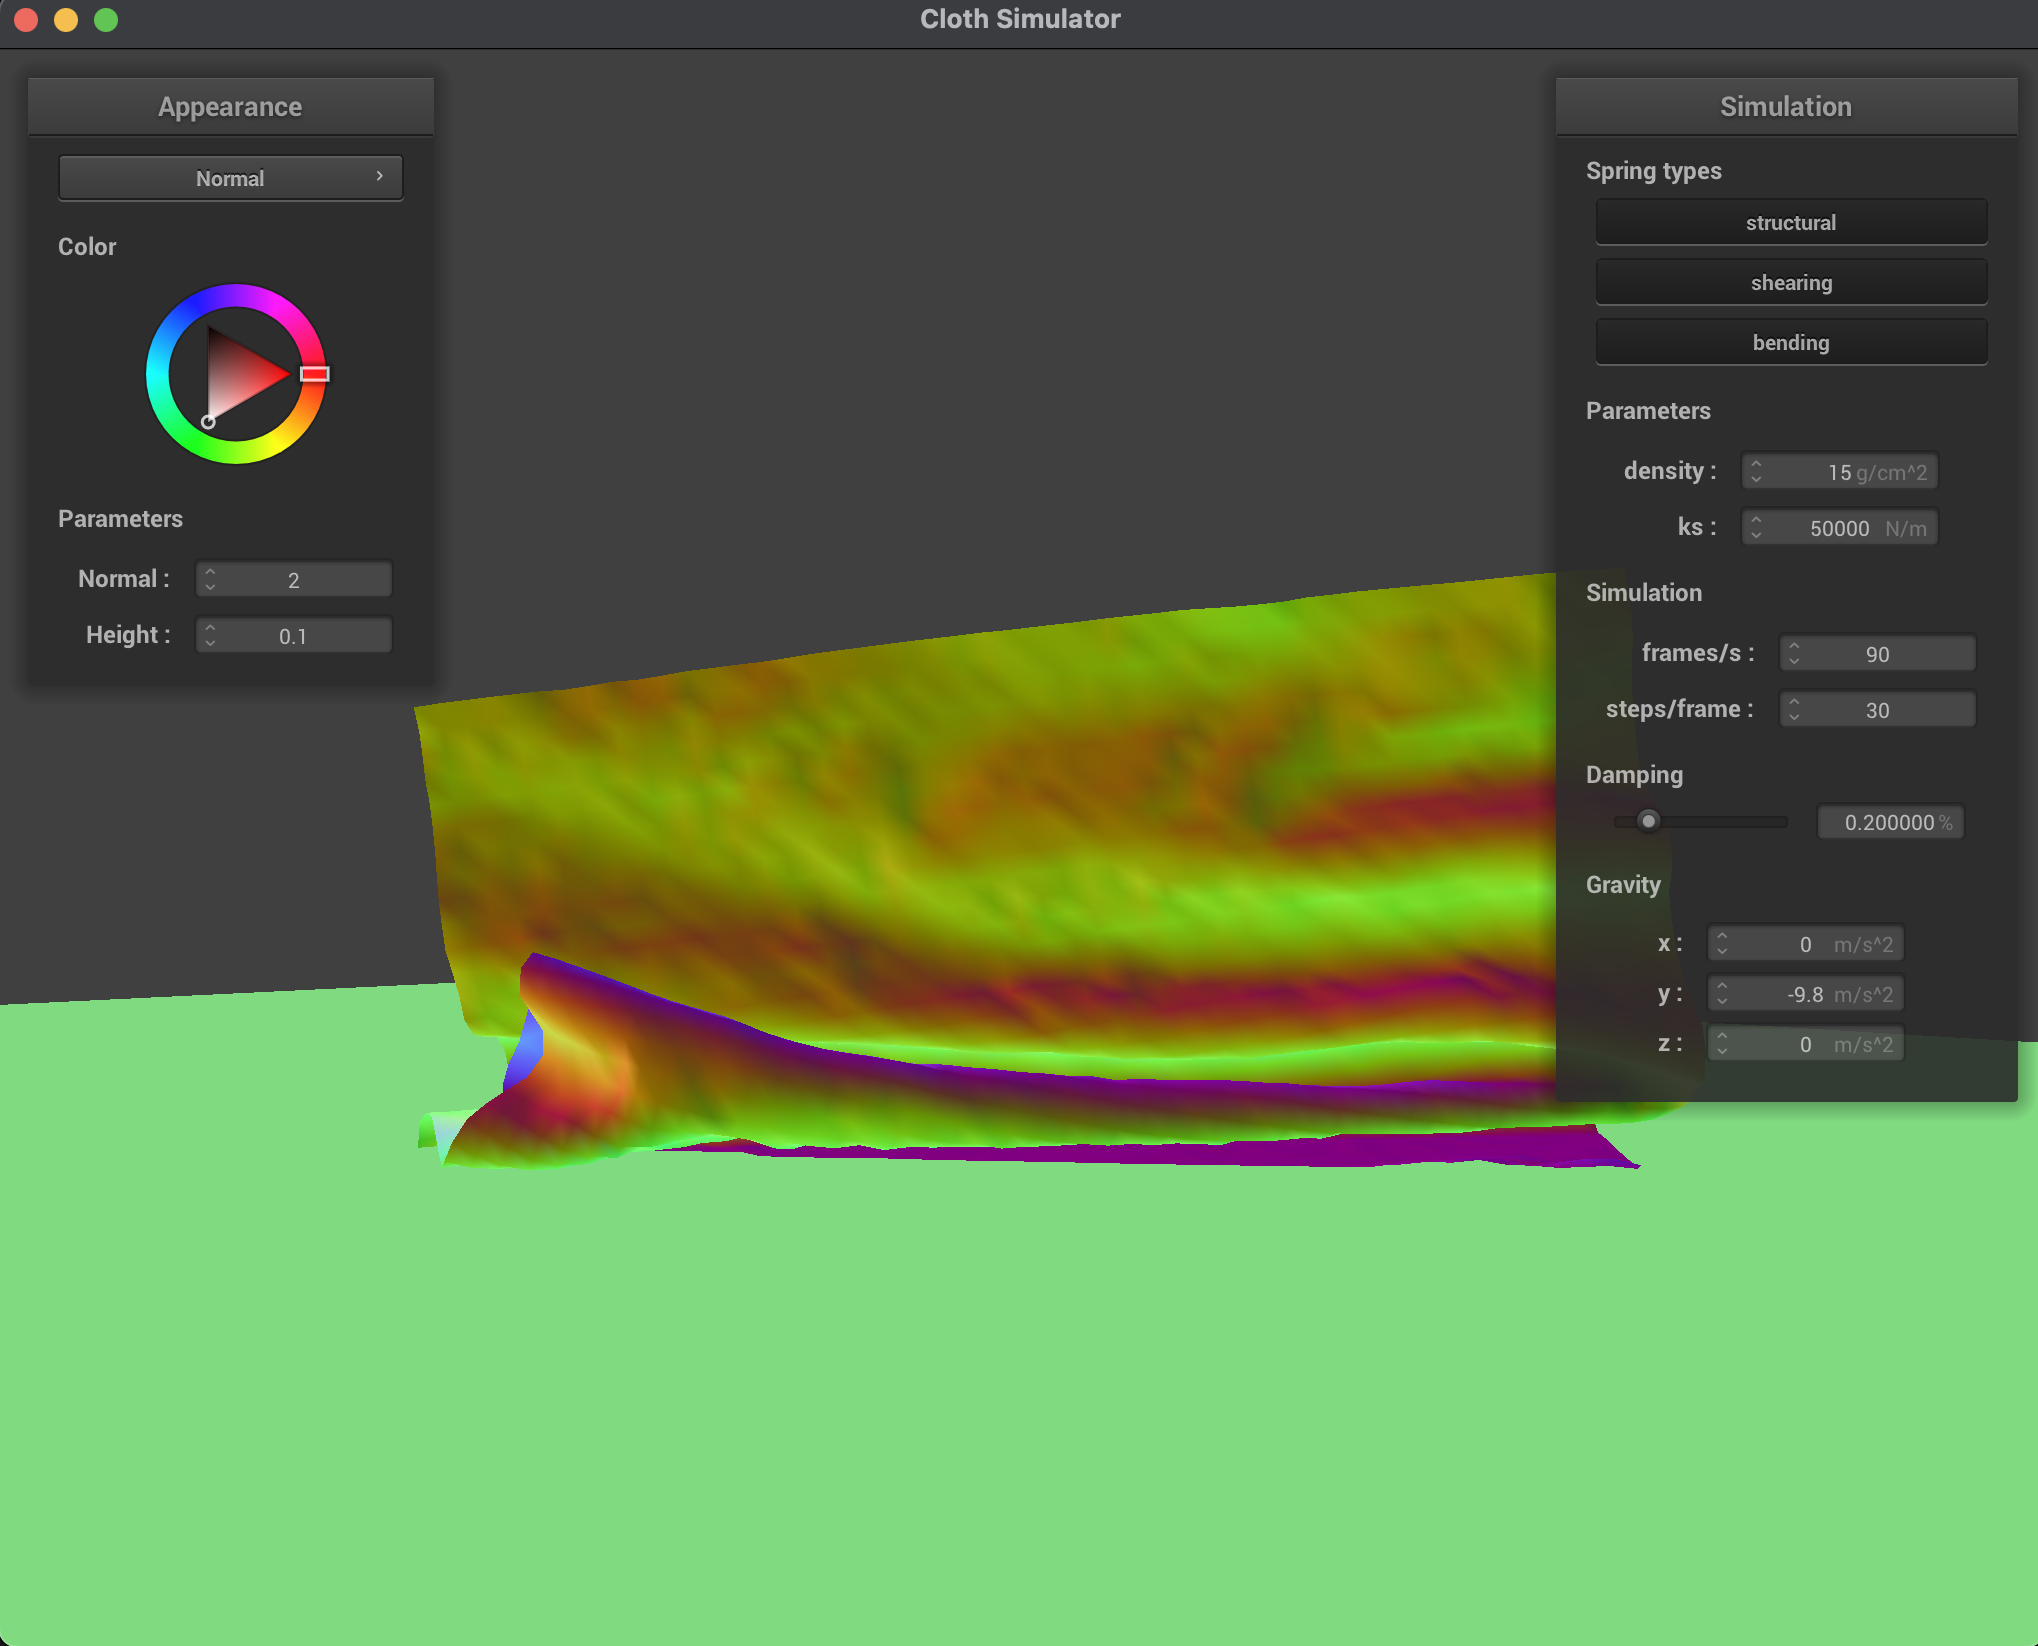 Cloth Simulator
Appearance
Normal
Color
Parameters
Normal : 2
Height : 0.1
Simulation
Spring types
structural
shearing
bending
Parameters
density : 15 g/cm^2
ks : 50000 N/m
Simulation
frames/s : 90
steps/frame : 30
Damping
0.200000 %
Gravity
x : 0 m/s^2
y : -9.8 m/s^2
z : 0 m/s^2